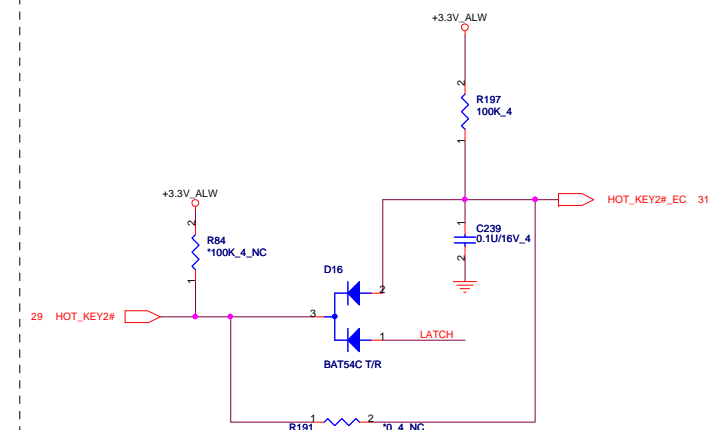 +3.3V_ALW
2
R197
100K_4
1
+3.3V_ALW
HOT_KEY2#_EC 31
2
1
C239
R84
0.1U/16V_4
*100K_4_NC
2
D16
1
2
29 HOT_KEY2#
3
1
LATCH
BAT54C T/R
1
2
R191
*0_4_NC